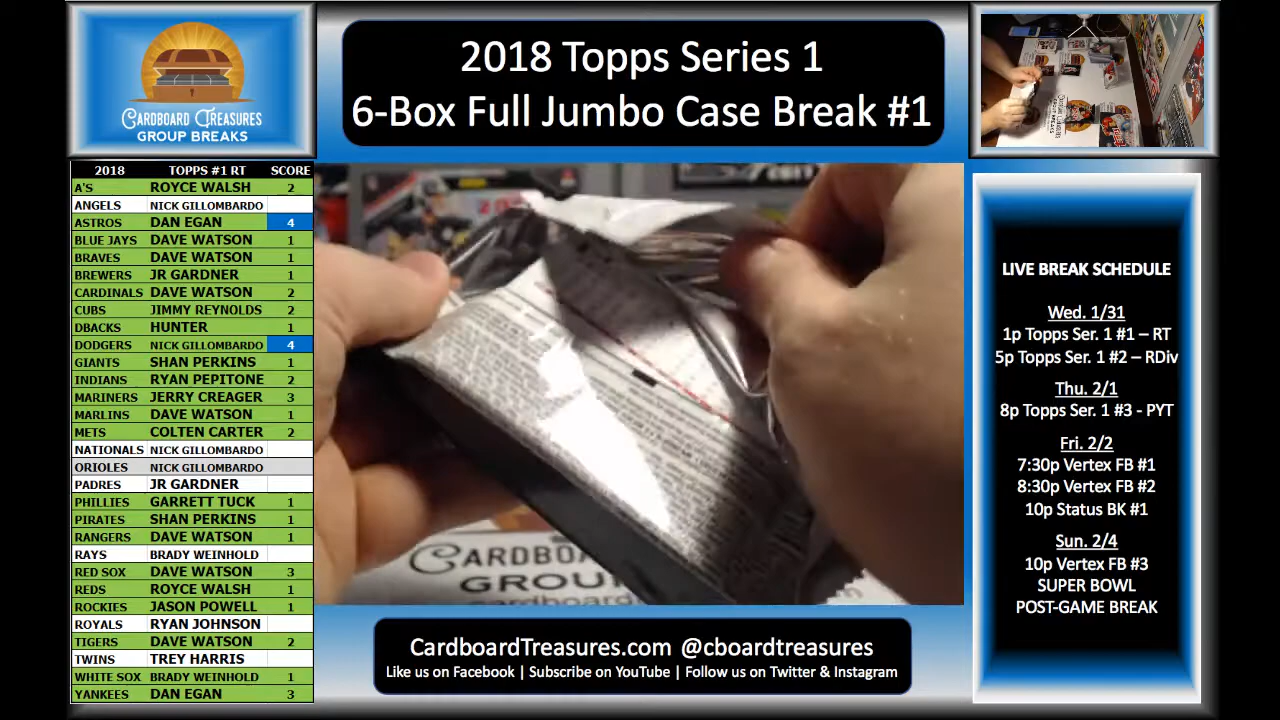 CARDBOARD TREASURES
GROUP BREAKS
2018 Topps Series 1
6-Box Full Jumbo Case Break #1
2018 TOPPS #1 RT SCORE
A'S ROYCE WALSH 2
ANGELS NICK GILLOMBARDO
ASTROS DAN EGAN 4
BLUE JAYS DAVE WATSON 1
BRAVES DAVE WATSON 1
BREWERS JR GARDNER 1
CARDINALS DAVE WATSON 2
CUBS JIMMY REYNOLDS 2
DBACKS HUNTER 1
DODGERS NICK GILLOMBARDO 4
GIANTS SHAN PERKINS 1
INDIANS RYAN PEPITONE 2
MARINERS JERRY CREAGER 3
MARLINS DAVE WATSON 1
METS COLTEN CARTER 2
NATIONALS NICK GILLOMBARDO
ORIOLES NICK GILLOMBARDO
PADRES JR GARDNER
PHILLIES GARRETT TUCK 1
PIRATES SHAN PERKINS 1
RANGERS DAVE WATSON 1
RAYS BRADY WEINHOLD
RED SOX DAVE WATSON 3
REDS ROYCE WALSH 1
ROCKIES JASON POWELL 1
ROYALS RYAN JOHNSON
TIGERS DAVE WATSON 2
TWINS TREY HARRIS
WHITE SOX BRADY WEINHOLD 1
YANKEES DAN EGAN 3
CARDBOA
GROU
cardboard
CardboardTreasures.com @cboardtreasures
Like us on Facebook | Subscribe on YouTube | Follow us on Twitter & Instagram
LIVE BREAK SCHEDULE
Wed. 1/31
1p Topps Ser. 1 #1 – RT
5p Topps Ser. 1 #2 – RDiv
Thu. 2/1
8p Topps Ser. 1 #3 - PYT
Fri. 2/2
7:30p Vertex FB #1
8:30p Vertex FB #2
10p Status BK #1
Sun. 2/4
10p Vertex FB #3
SUPER BOWL
POST-GAME BREAK